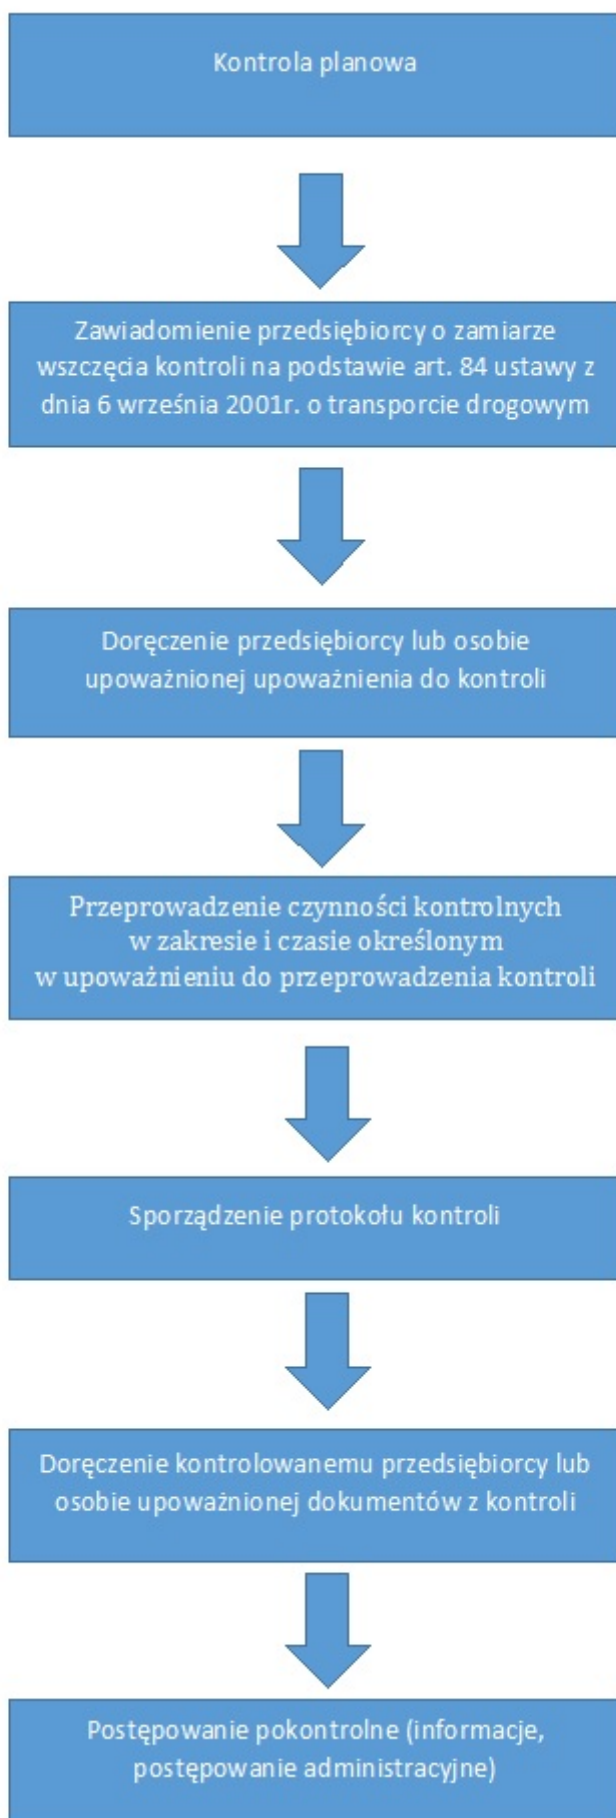 Kontrola planowa
Zawiadomienie przedsiębiorcy o zamiarze
wszczęcia kontroli na podstawie art. 84 ustawy z
dnia 6 września 2001r. o transporcie drogowym
Doręczenie przedsiębiorcy lub osobie
upoważnionej upoważnienia do kontroli
Przeprowadzenie czynności kontrolnych
w zakresie i czasie określonym
w upoważnieniu do przeprowadzenia kontroli
Sporządzenie protokołu kontroli
Doręczenie kontrolowanemu przedsiębiorcy lub
osobie upoważnionej dokumentów z kontroli
Postępowanie pokontrolne (informacje,
postępowanie administracyjne)